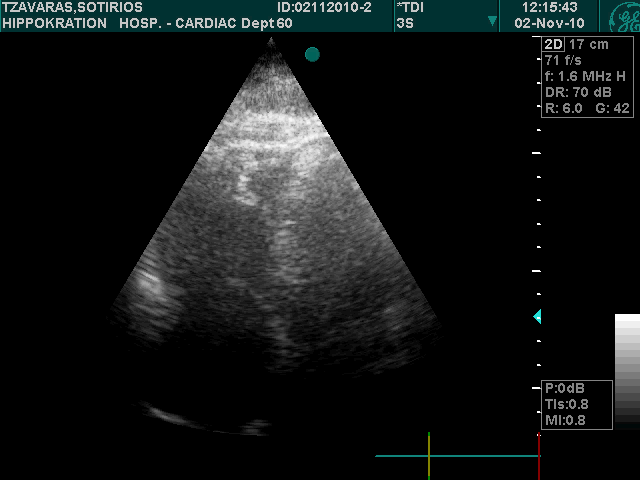 TZAVARAS,SOTIRIOS ID:02112010-2 *TDI 12:15:43
HIPPOKRATION HOSP. - CARDIAC Dept60 3S 02-Nov-10
2D 17 cm
71 f/s
f: 1.6 MHz H
DR: 70 dB
R: 6.0 G: 42
P:0dB
TIs:0.8
MI:0.8